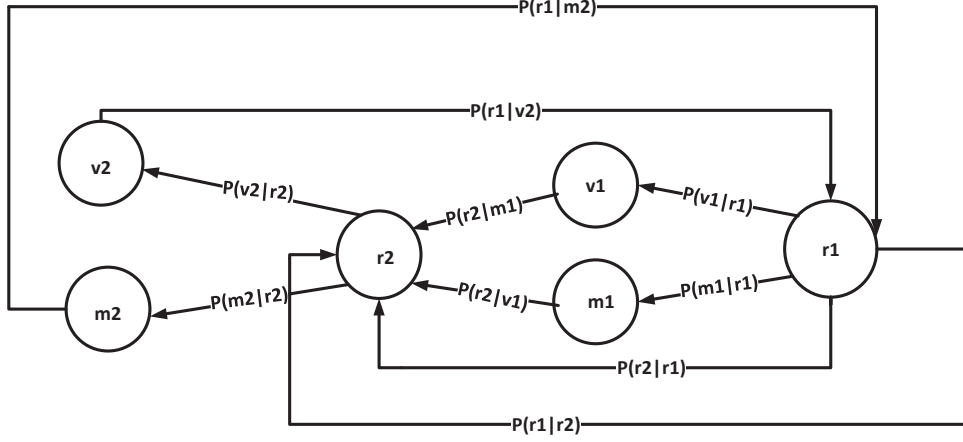 P(r1|m2)
P(r1|v2)
v2
v1
P(v2|r2)
P(r2|m1)
P(v1|r1)
r2
r1
m2
P(m2|r2)
P(r2|v1)
m1
P(m1|r1)
P(r2|r1)
P(r1|r2)